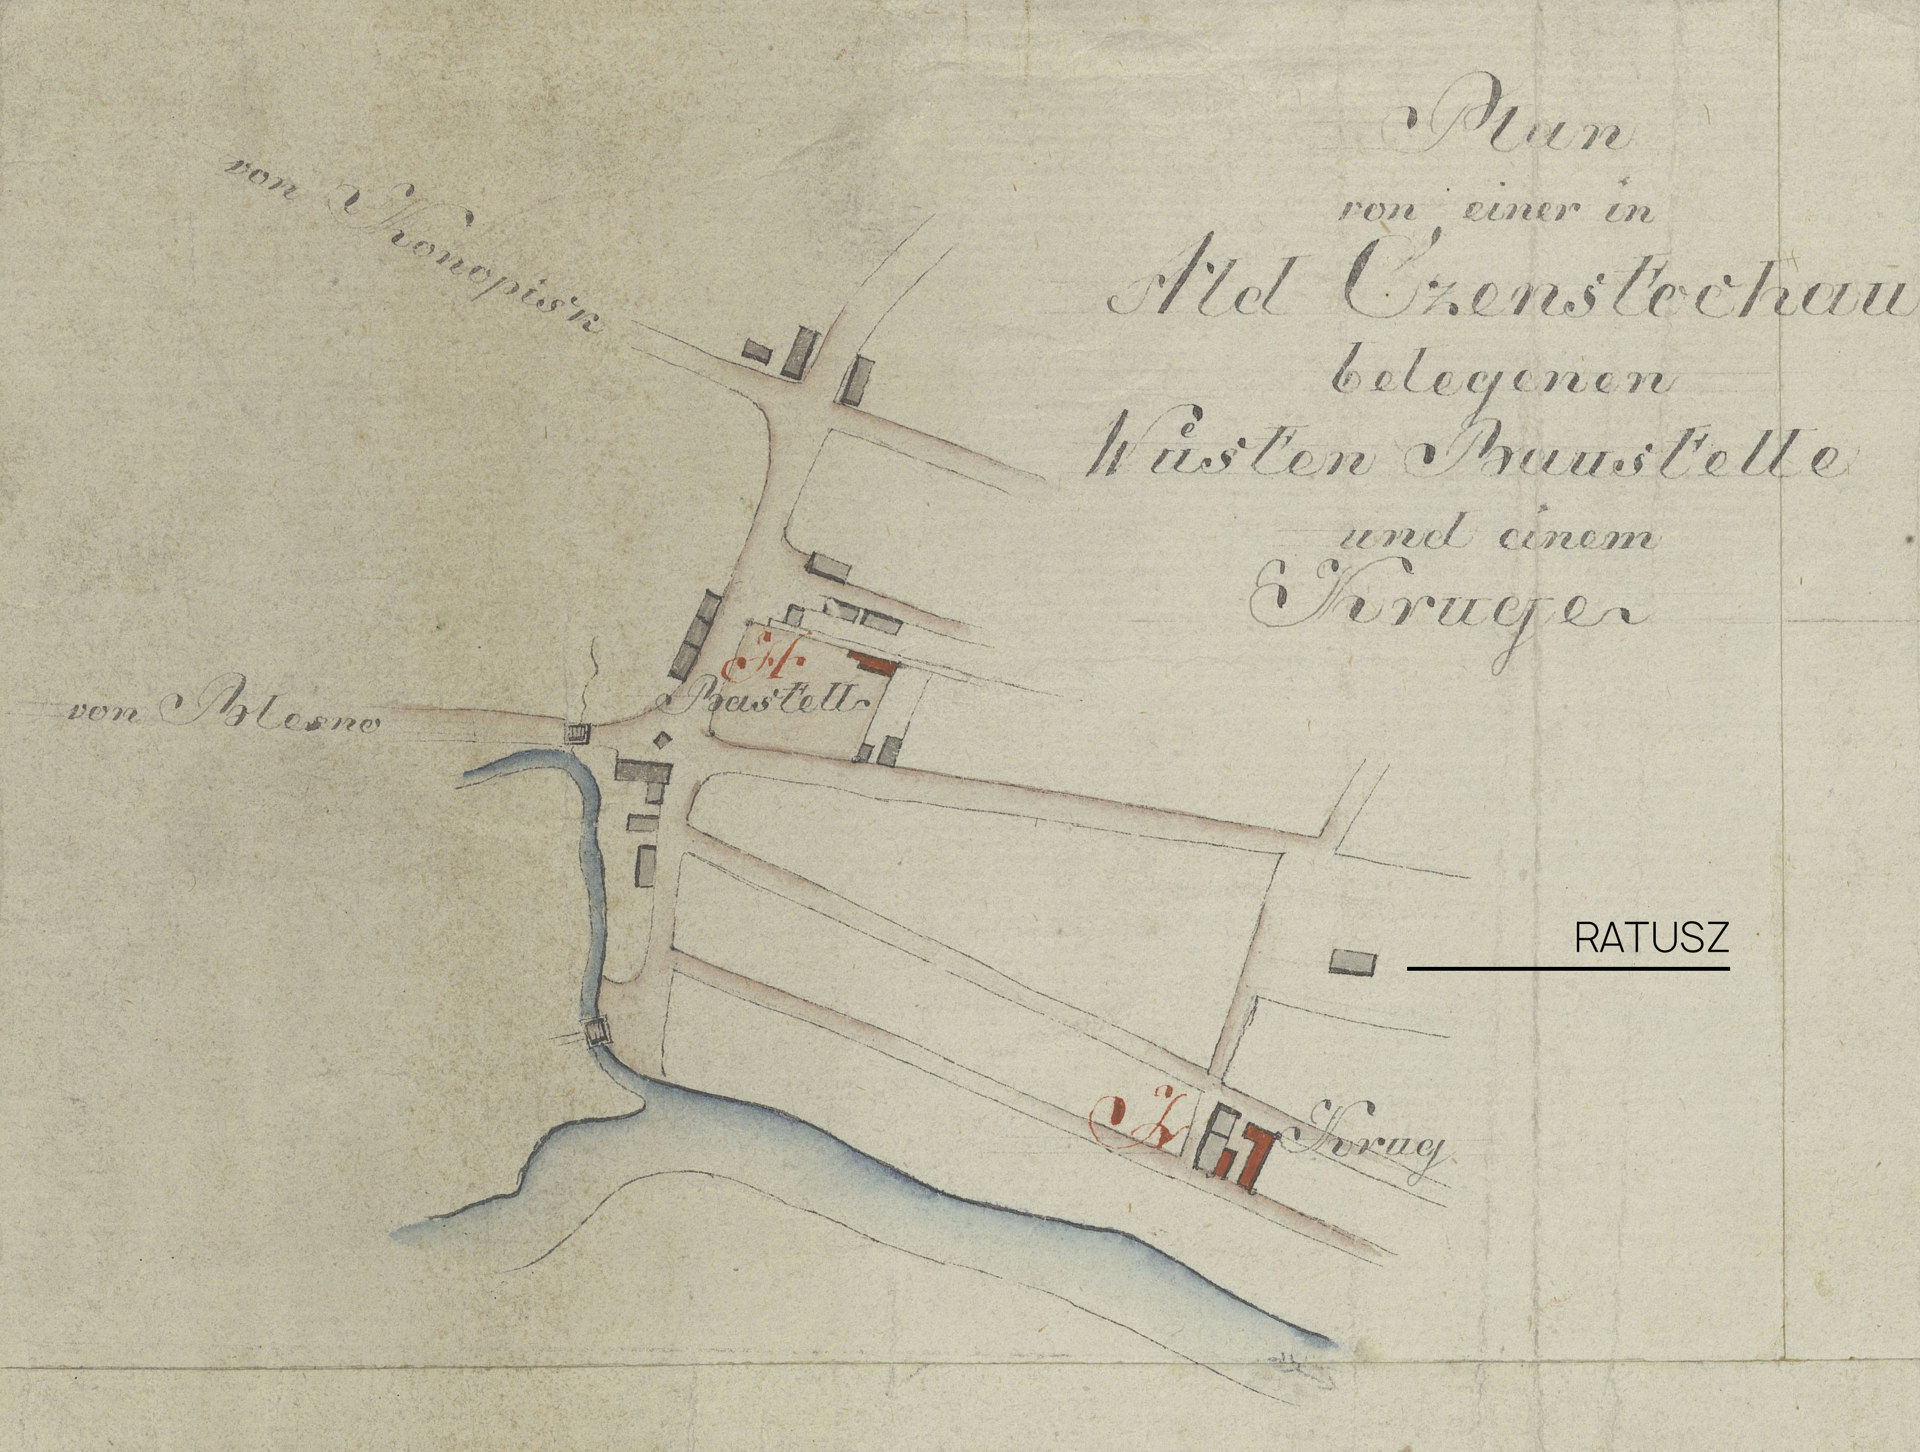 Plan
von einer in
Ald Czenstochau
belegenen
Wüsten Baustelle
und einem
Kruge
von Konopisk
H
Bastell
von Blesno
RATUSZ
Krug